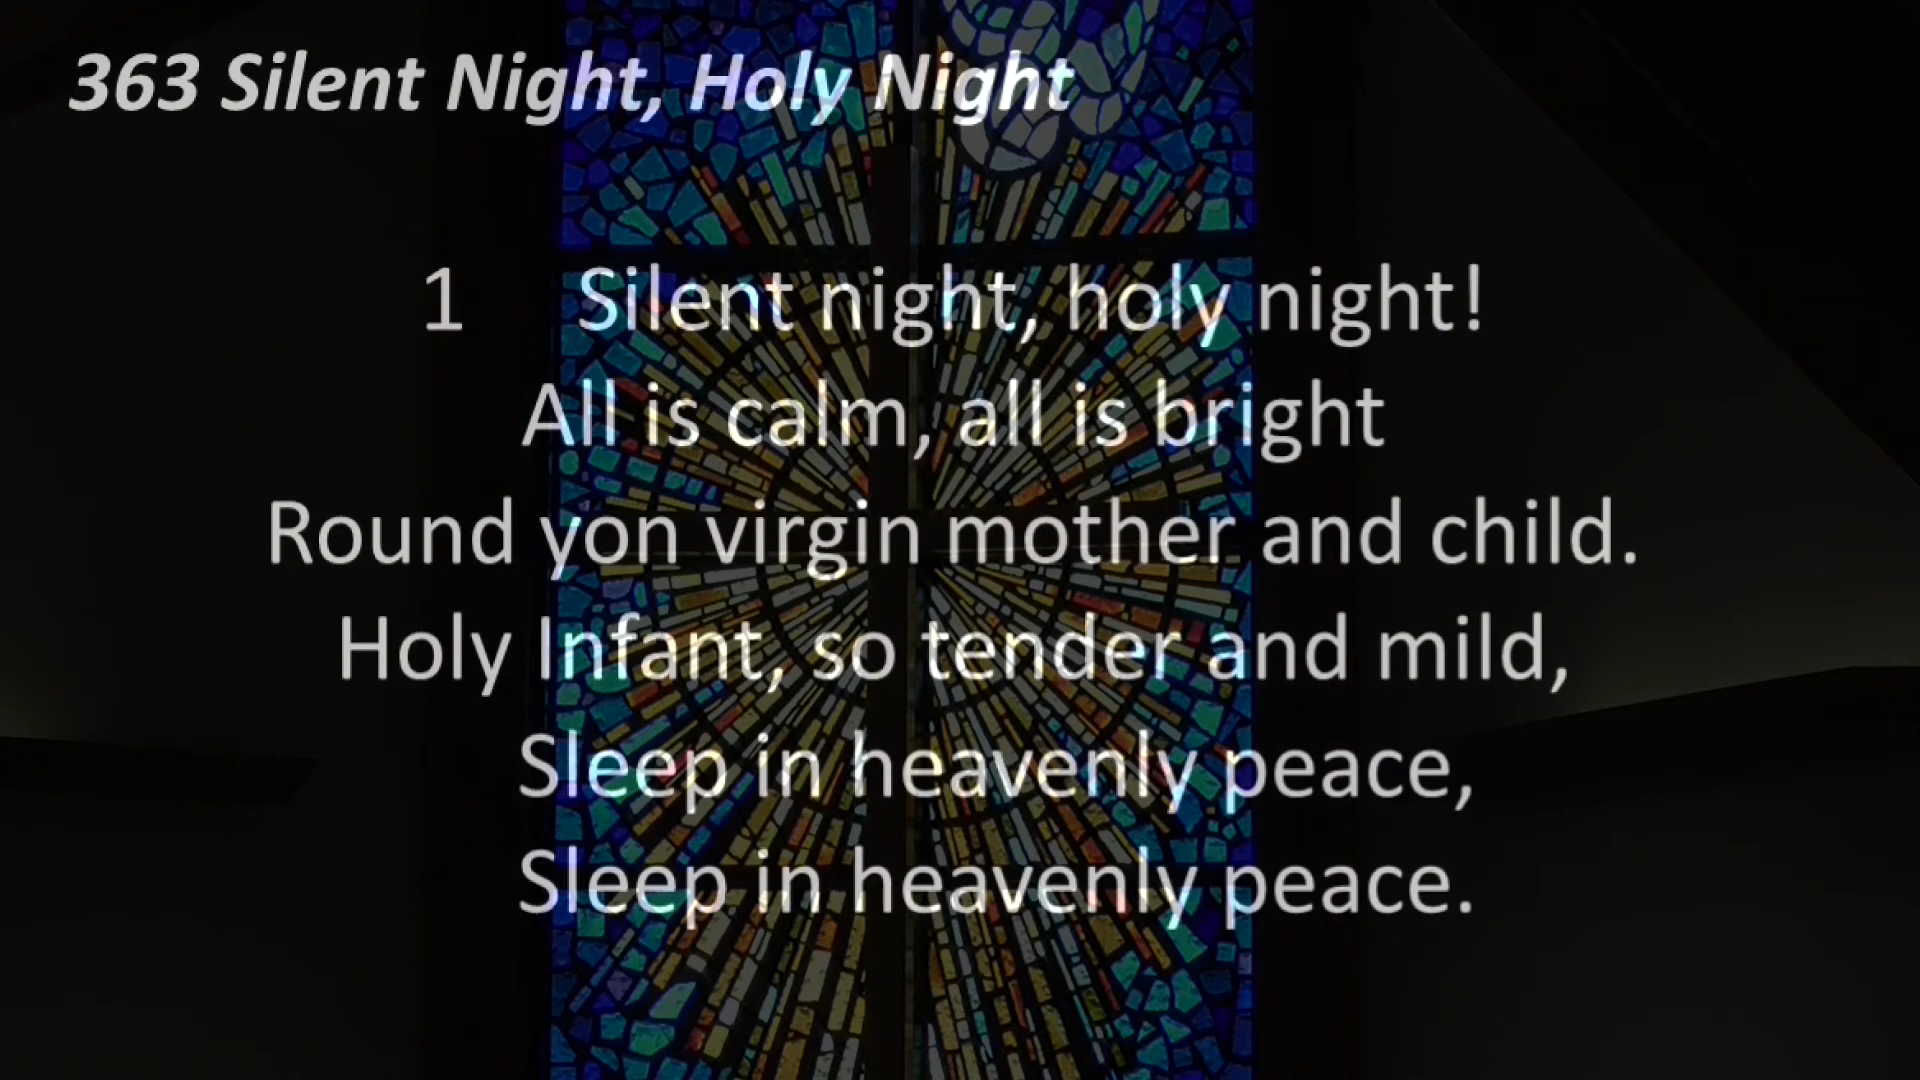 363 Silent Night, Holy Night
1 Silent night, holy night!
All is calm, all is bright
Round yon virgin mother and child.
Holy Infant, so tender and mild,
Sleep in heavenly peace,
Sleep in heavenly peace.